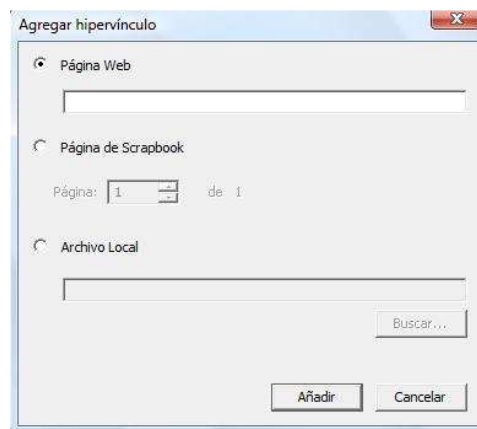 Agregar hipervínculo
Página Web
Página de Scrapbook
Página: 1 de 1
Archivo Local
Buscar...
Añadir Cancelar